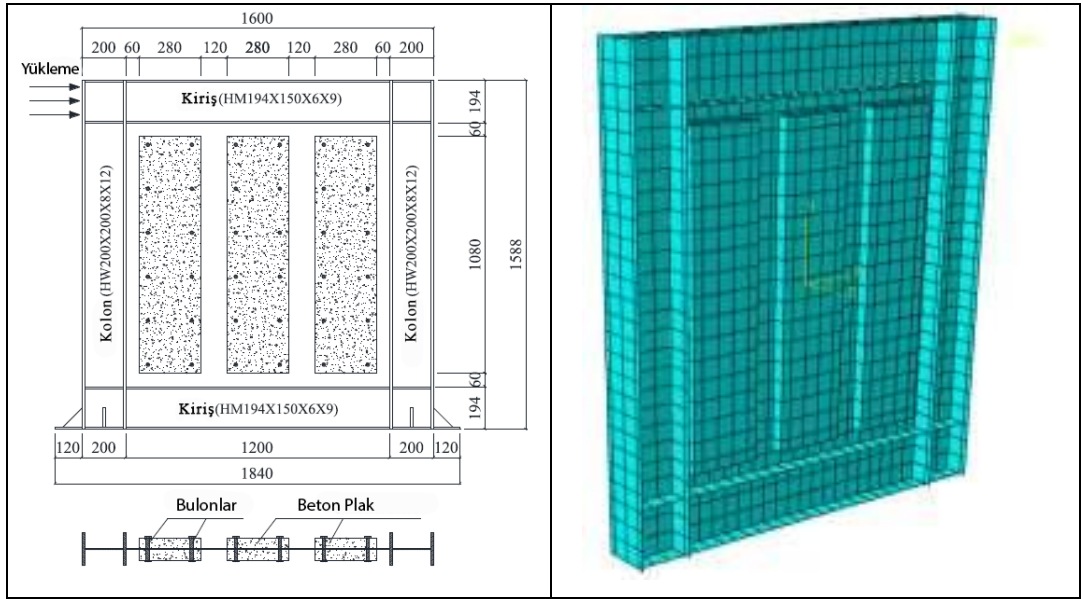 1600
200 60 280 120 280 120 280 60 200
Yükleme
Kiriş(HM194X150X6X9)
194
60
Kolon (HW200X200X8X12)
Kolon (HW200X200X8X12)
1080
1588
60
Kiriş(HM194X150X6X9)
194
120 200 1200 200 120
1840
Bulonlar Beton Plak